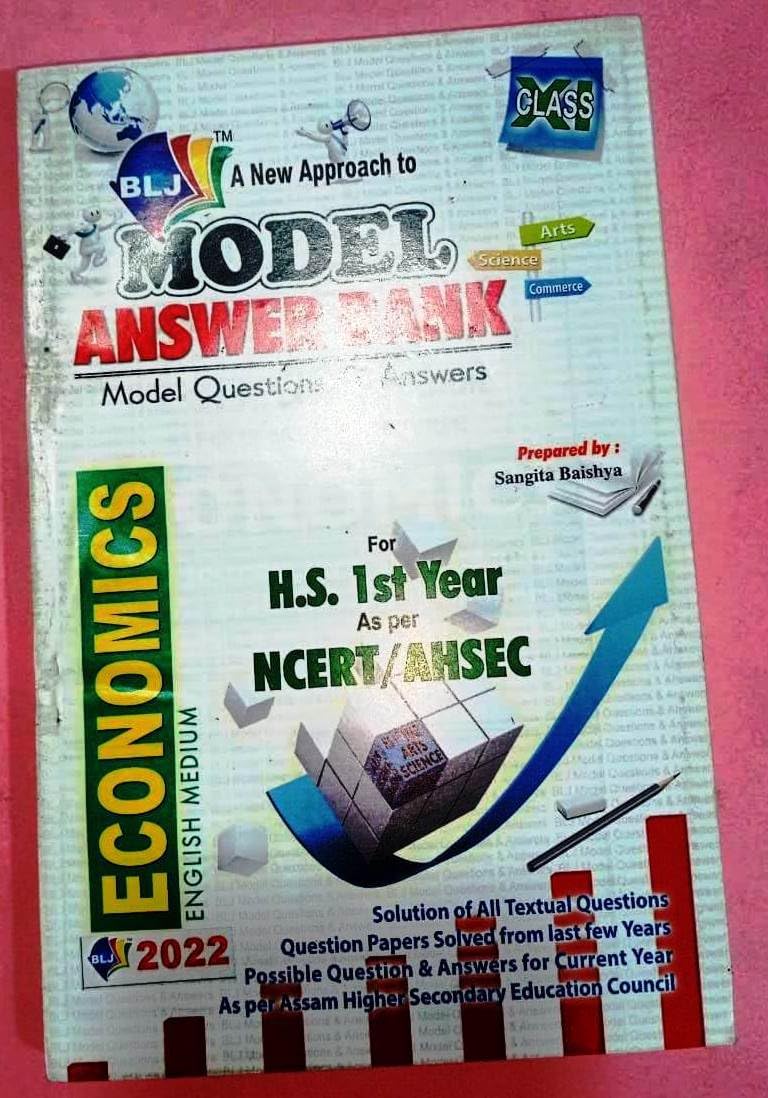 CLASS XI
BLJ TM
A New Approach to
MODEL
Arts
Science
Commerce
ANSWER BANK
Model Questions & Answers
Prepared by :
Sangita Baishya
For
H.S. 1st Year
As per
NCERT/AHSEC
ECONOMICS
ENGLISH MEDIUM
ARTS
SCIENCE
BLJ 2022
Solution of All Textual Questions
Question Papers Solved from last few Years
Possible Question & Answers for Current Year
As per Assam Higher Secondary Education Council